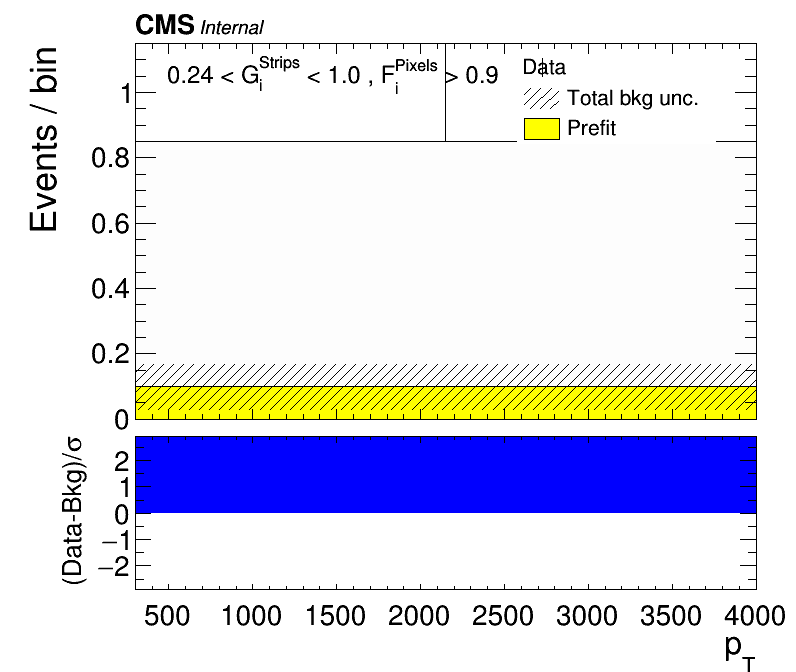 CMS Internal
Events / bin
0.24 < G_i^Strips < 1.0 , F_i^Pixels > 0.9
Data
Total bkg unc.
Prefit
1
0.8
0.6
0.4
0.2
0
(Data-Bkg)/σ
2
1
0
−1
−2
500 1000 1500 2000 2500 3000 3500 4000
p_T